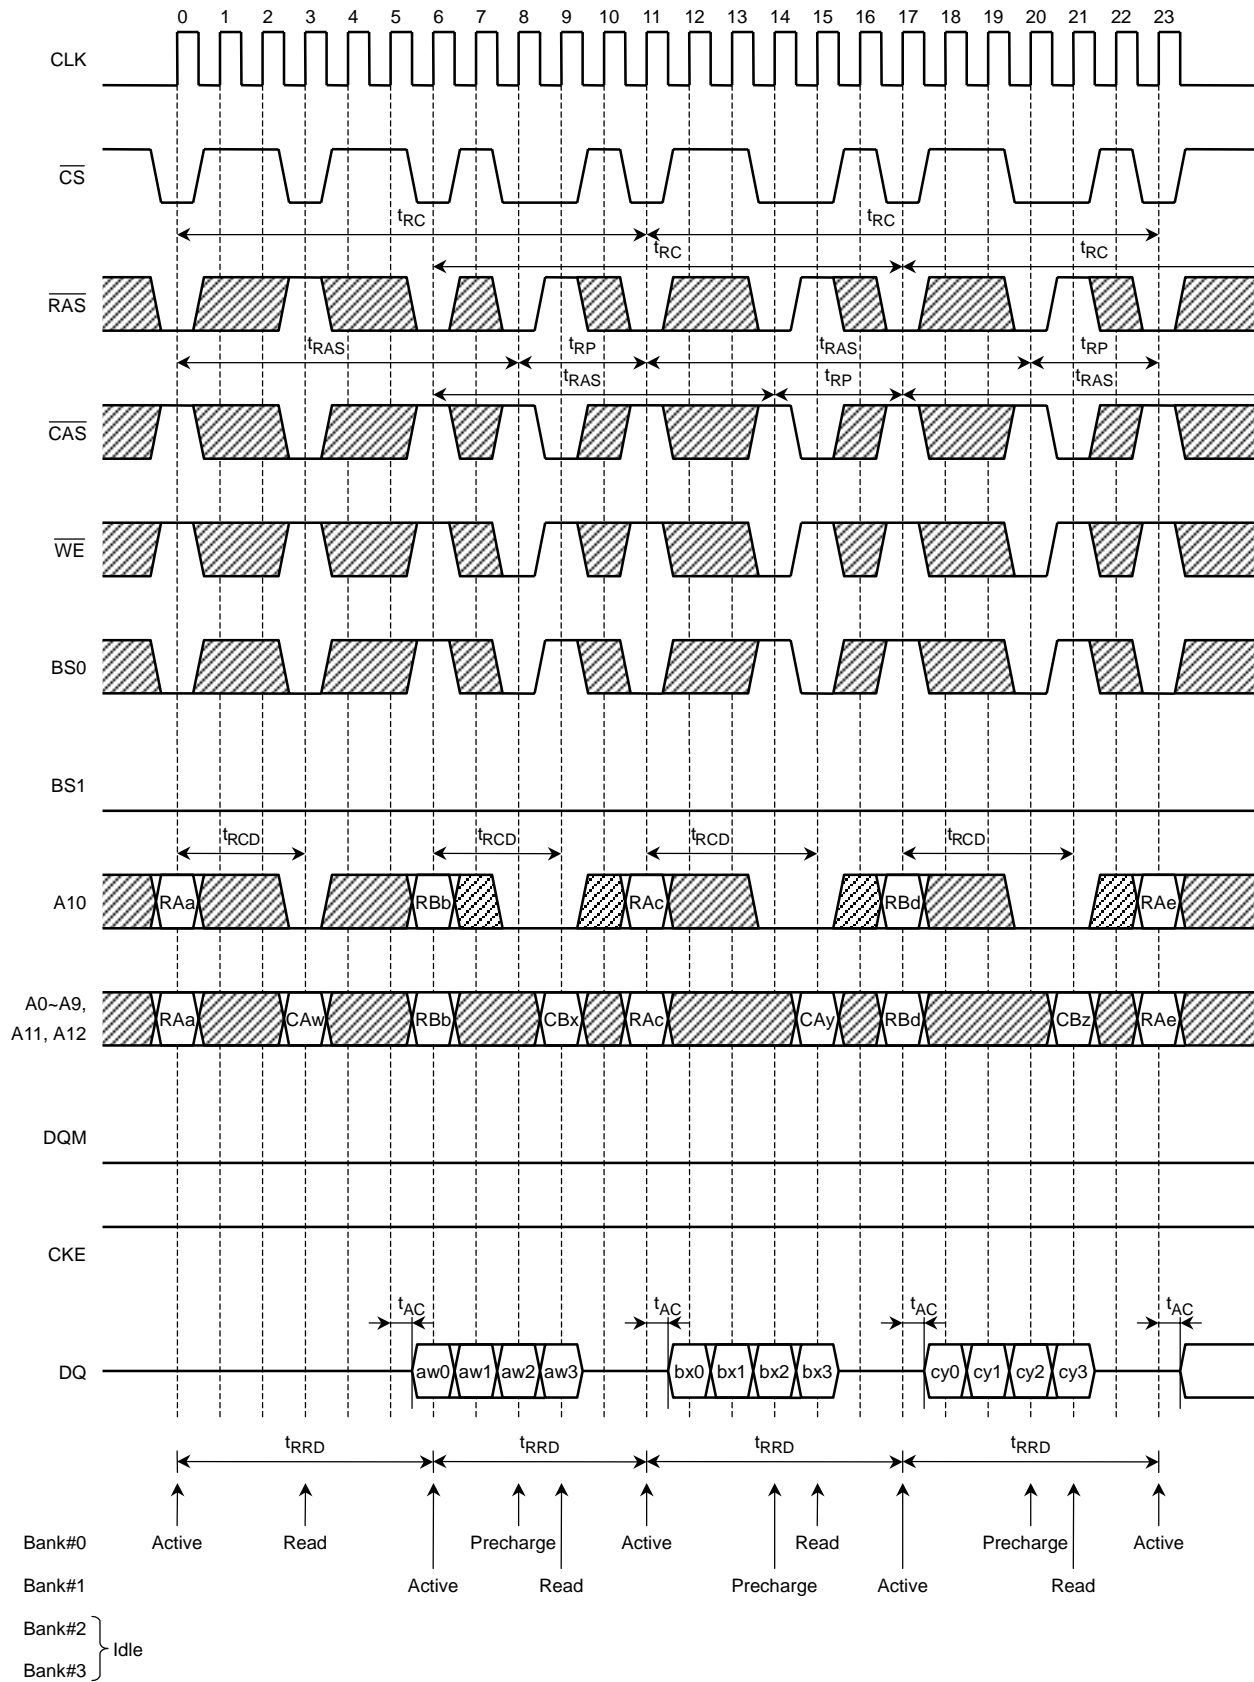 0 1 2 3 4 5 6 7 8 9 10 11 12 13 14 15 16 17 18 19 20 21 22 23
CLK
CS
tRC tRC
tRC tRC
RAS
tRAS tRP tRAS tRP
tRAS tRP tRAS
CAS
WE
BS0
BS1
tRCD tRCD tRCD tRCD
A10 RAa RBb RAc RBd RAe
A0~A9,
A11, A12 RAa CAw RBb CBx RAc CAy RBd CBz RAe
DQM
CKE
tAC tAC tAC tAC
DQ aw0 aw1 aw2 aw3 bx0 bx1 bx2 bx3 cy0 cy1 cy2 cy3
tRRD tRRD tRRD tRRD
Bank#0 Active Read Precharge Active Read Precharge Active
Bank#1 Active Read Precharge Active Read
Bank#2
Idle
Bank#3